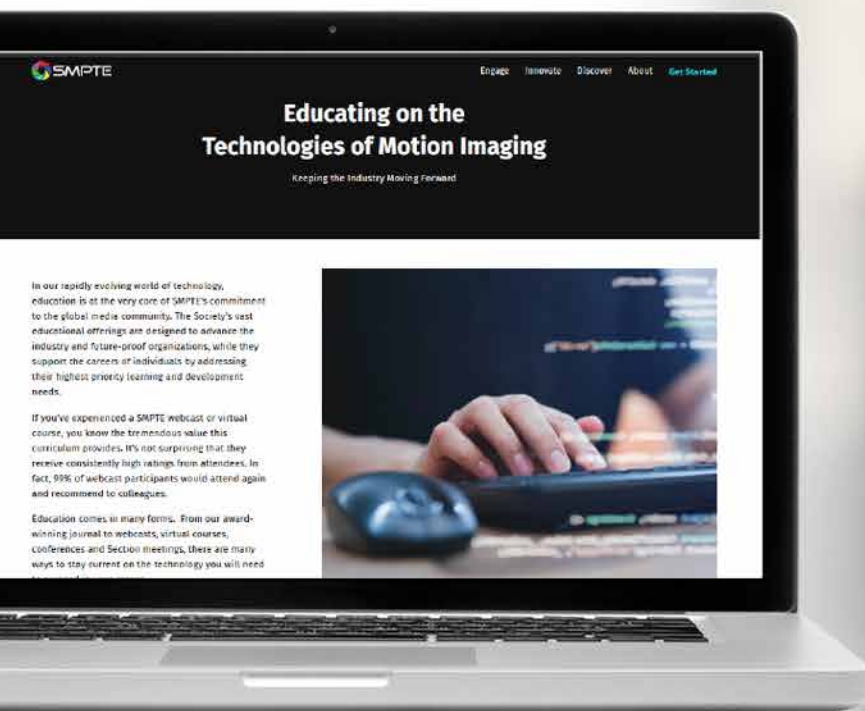 SMPTE
Engage Innovate Discover About Get Started
Educating on the
Technologies of Motion Imaging
Keeping the Industry Moving Forward
In our rapidly evolving world of technology,
education is at the very core of SMPTE's commitment
to the global media community. The Society's vast
educational offerings are designed to advance the
industry and future-proof organizations, while they
support the careers of individuals by addressing
their highest priority learning and development
needs.
If you've experienced a SMPTE webcast or virtual
course, you know the tremendous value this
curriculum provides. It's not surprising that they
receive consistently high ratings from attendees. In
fact, 99% of webcast participants would attend again
and recommend to colleagues.
Education comes in many forms. From our award-
winning journal to webcasts, virtual courses,
conferences and Section meetings, there are many
ways to stay current on the technology you will need